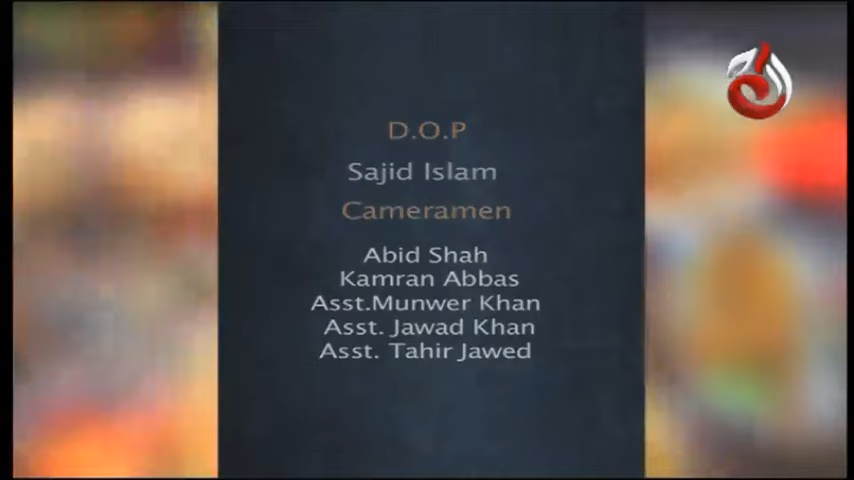 D.O.P
Sajid Islam
Cameramen
Abid Shah
Kamran Abbas
Asst.Munwer Khan
Asst. Jawad Khan
Asst. Tahir Jawed